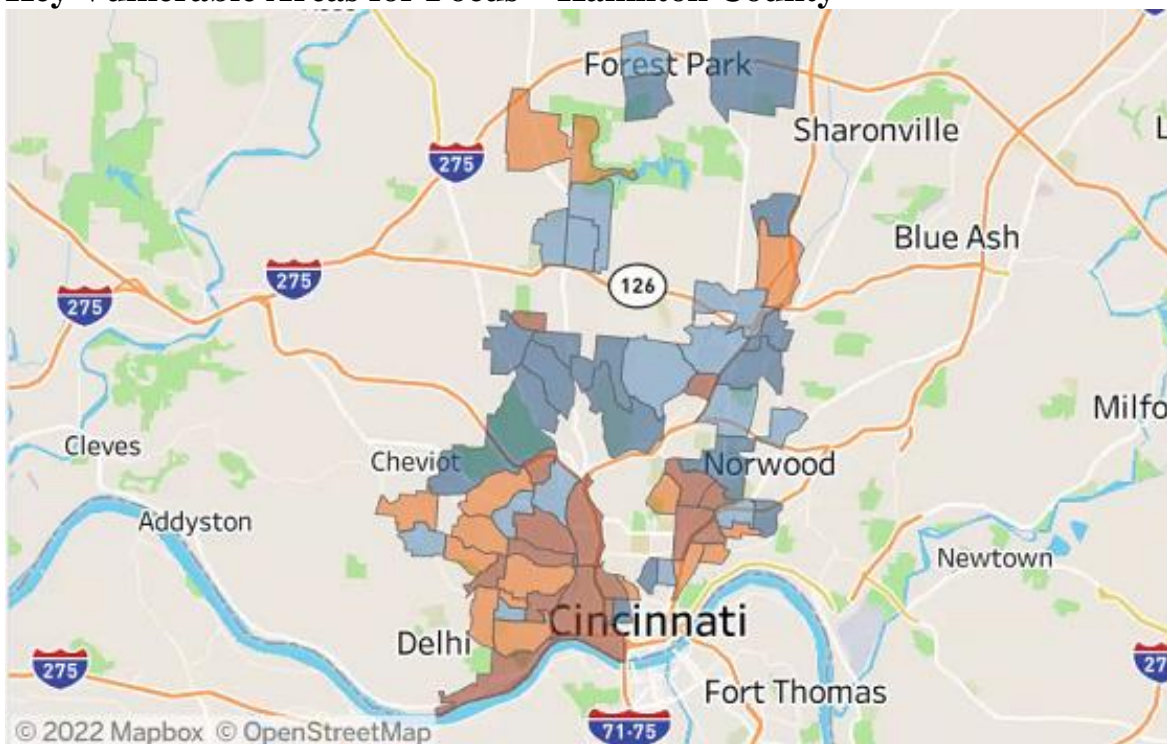 Forest Park
Sharonville
275
Blue Ash
275
126
275
Milfo
Cleves
Cheviot
Norwood
Addyston
Newtown
Cincinnati
Delhi
275
27
Fort Thomas
71-75
© 2022 Mapbox © OpenStreetMap